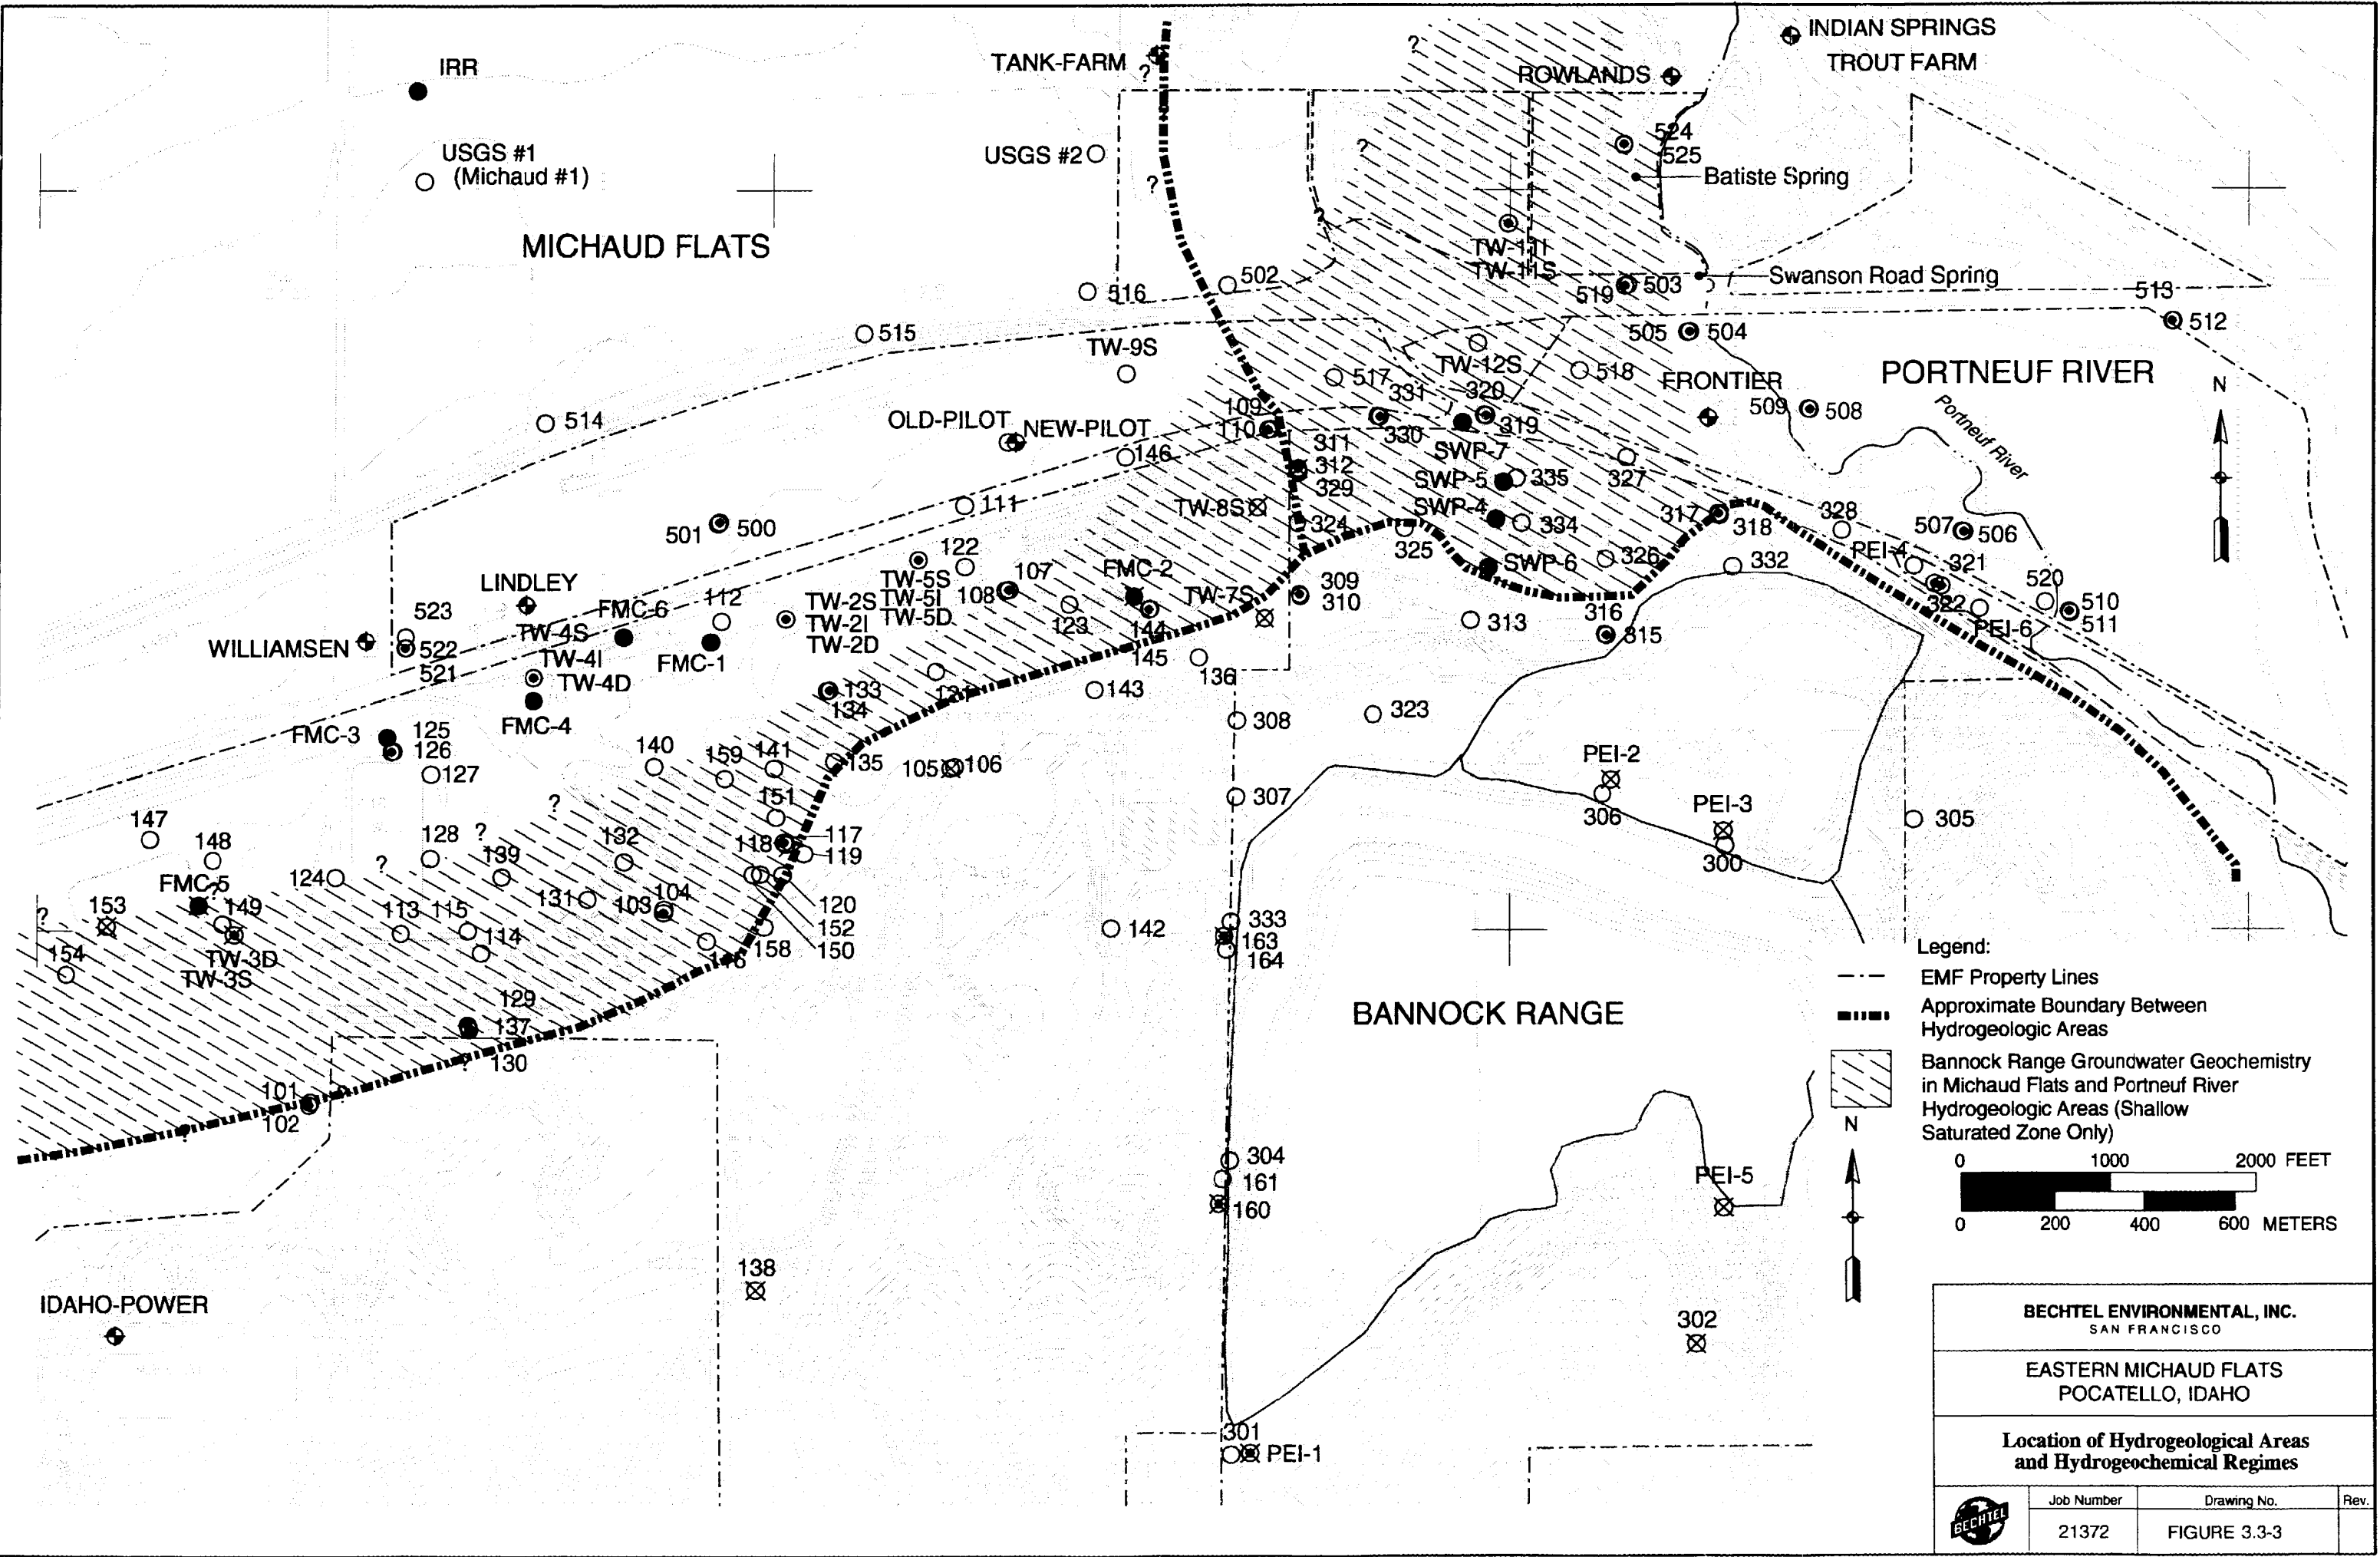 INDIAN SPRINGS
TROUT FARM
TANK-FARM
?
?
IRR
ROWLANDS
USGS #1
(Michaud #1)
USGS #2
?
?
524
525
Batiste Spring
MICHAUD FLATS
?
TW-11I
TW-11S
502
516
519
503
Swanson Road Spring
513
512
515
505
504
TW-9S
TW-12S
517
518
FRONTIER
PORTNEUF RIVER
N
514
OLD-PILOT
NEW-PILOT
109
110
331
330
320
319
509
508
Portneuf River
146
311
312
329
SWP-7
SWP-5
335
327
111
TW-8S
324
SWP-4
334
317
318
328
507
506
501
500
325
122
TW-5S
TW-5I
TW-5D
107
108
FMC-2
TW-7S
SWP-6
326
332
PEI-4
321
322
520
510
511
PEI-6
LINDLEY
FMC-6
112
TW-2S
TW-2I
TW-2D
123
144
145
309
310
313
316
315
WILLIAMSEN
523
522
521
TW-4S
TW-4I
TW-4D
FMC-1
136
FMC-4
133
134
121
143
308
323
FMC-3
125
126
127
140
159
141
135
105
106
307
PEI-2
306
PEI-3
300
305
151
147
148
128
?
?
132
118
117
119
FMC-5
124
?
139
131
104
103
120
152
150
?
153
149
113
115
114
158
142
333
163
164
154
TW-3D
TW-3S
129
137
130
?
BANNOCK RANGE
101
102
?
?
304
161
160
PEI-5
138
302
IDAHO-POWER
301
PEI-1
Legend:
EMF Property Lines
Approximate Boundary Between
Hydrogeologic Areas
Bannock Range Groundwater Geochemistry
in Michaud Flats and Portneuf River
Hydrogeologic Areas (Shallow
Saturated Zone Only)
N
0 1000 2000 FEET
0 200 400 600 METERS
BECHTEL ENVIRONMENTAL, INC.
SAN FRANCISCO
EASTERN MICHAUD FLATS
POCATELLO, IDAHO
Location of Hydrogeological Areas
and Hydrogeochemical Regimes
BECHTEL
Job Number
Drawing No.
Rev.
21372
FIGURE 3.3-3